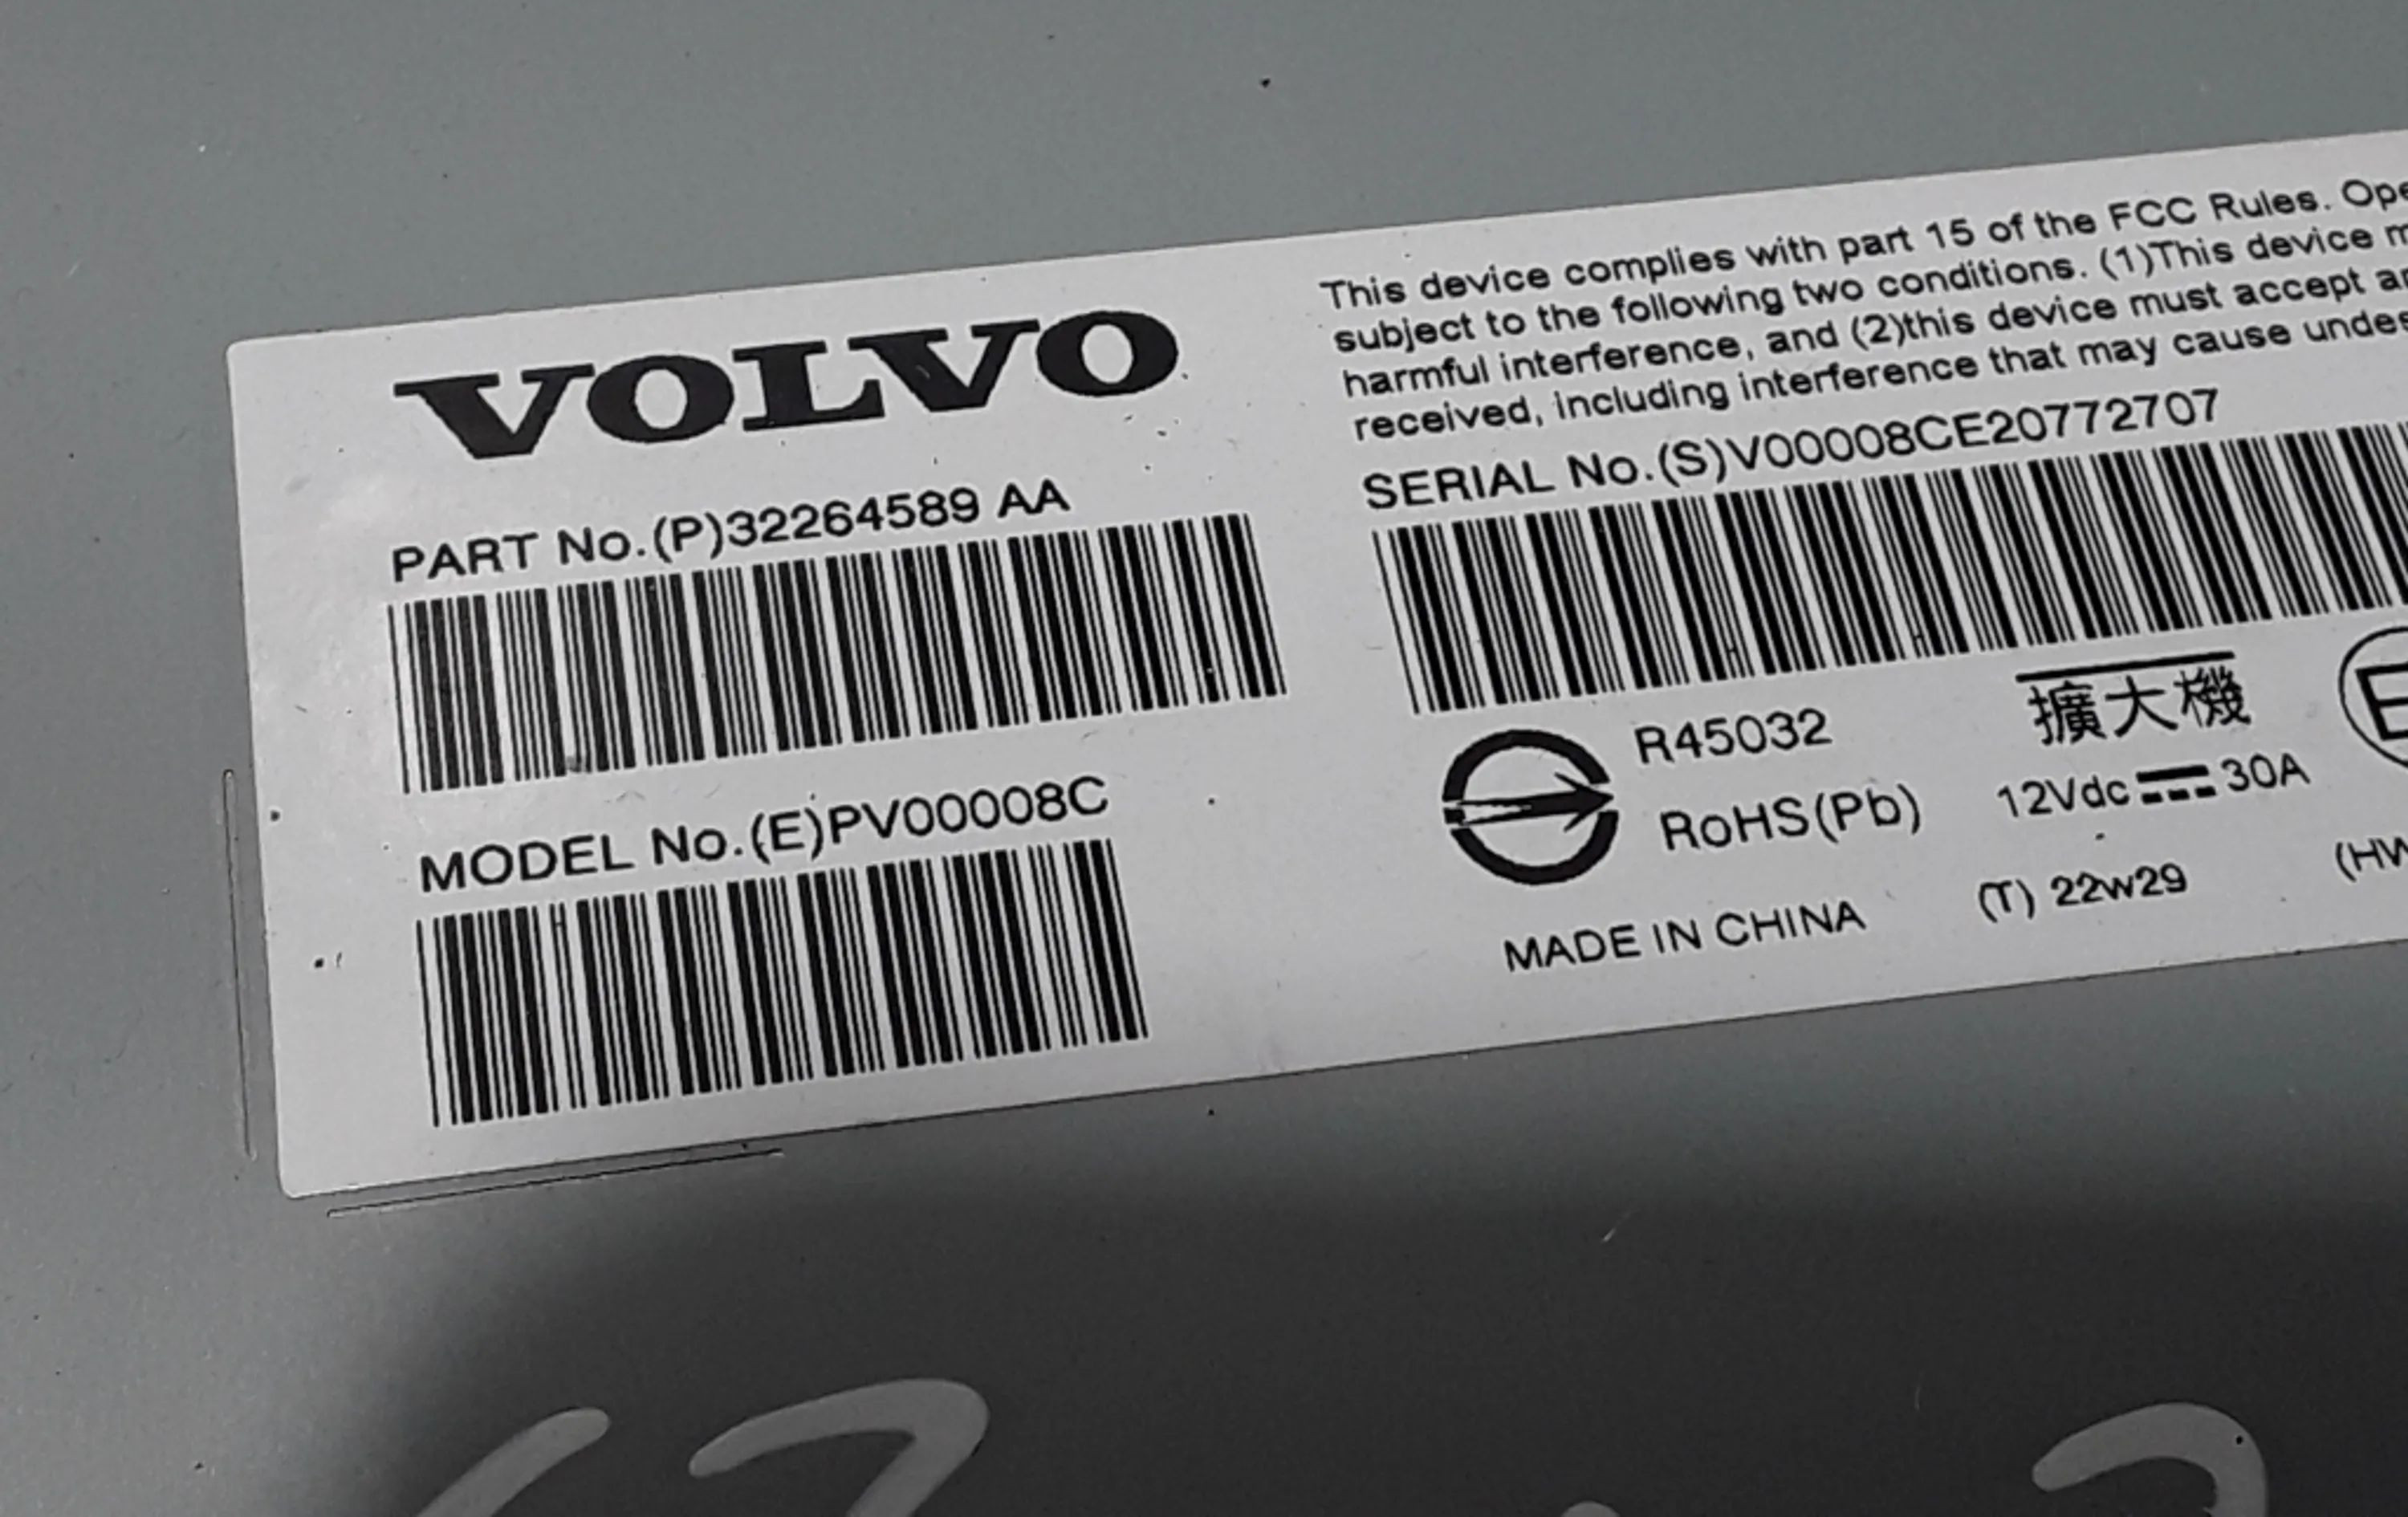 VOLVO
PART No.(P)32264589 AA
MODEL No.(E)PV00008C
This device complies with part 15 of the FCC Rules.
subject to the following two conditions. (1)This device
harmful interference, and (2)this device must accept
received, including interference that may cause
SERIAL No.(S)V00008CE20772707
R45032
RoHS(Pb)
擴大機
12Vdc 30A
MADE IN CHINA
(T) 22w29